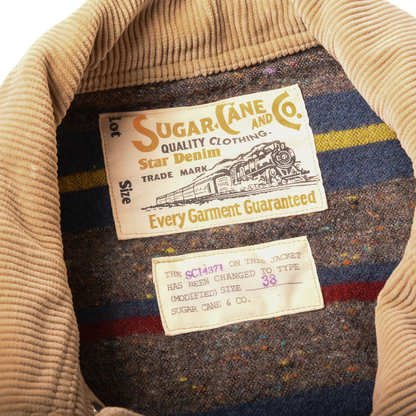 Lot
Size
SUGAR CANE AND CO.
QUALITY CLOTHING.
Star Denim
TRADE MARK
Every Garment Guaranteed
THE SC14371 ON THIS JACKET
HAS BEEN CHANGED TO TYPE
(MODIFIED) SIZE 38
SUGAR CANE & CO.